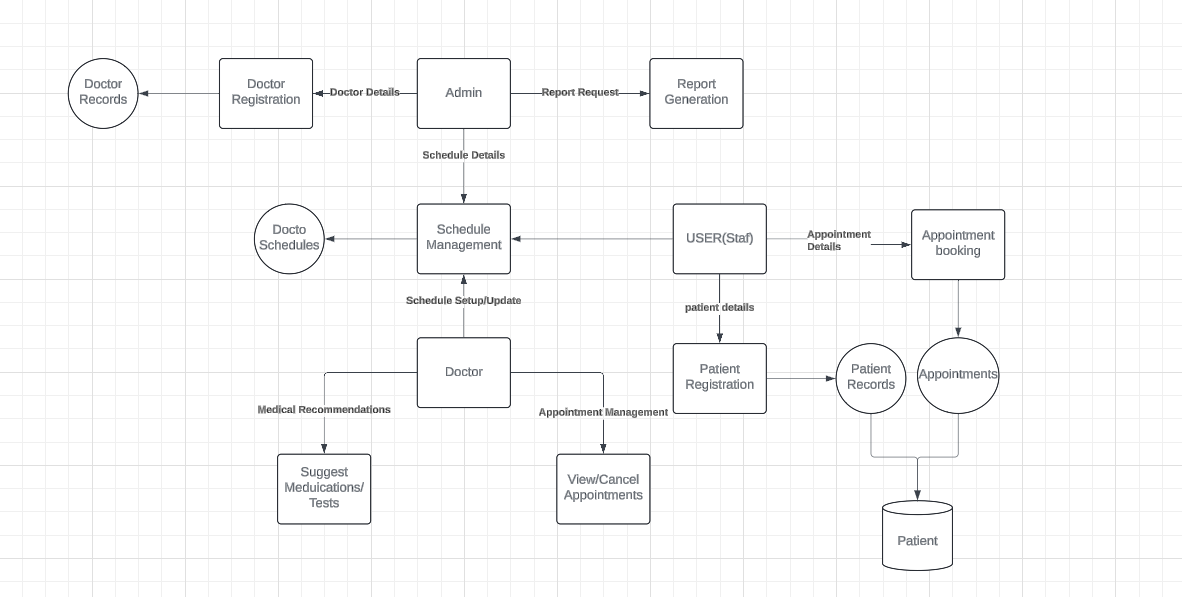 Doctor
Records
Doctor
Registration
Doctor Details
Admin
Report Request
Report
Generation
Schedule Details
Docto
Schedules
Schedule
Management
USER(Staf)
Appointment
Details
Appointment
booking
Schedule Setup/Update
patient details
Doctor
Patient
Registration
Patient
Records
Appointments
Medical Recommendations
Appointment Management
Suggest
Meduications/
Tests
View/Cancel
Appointments
Patient